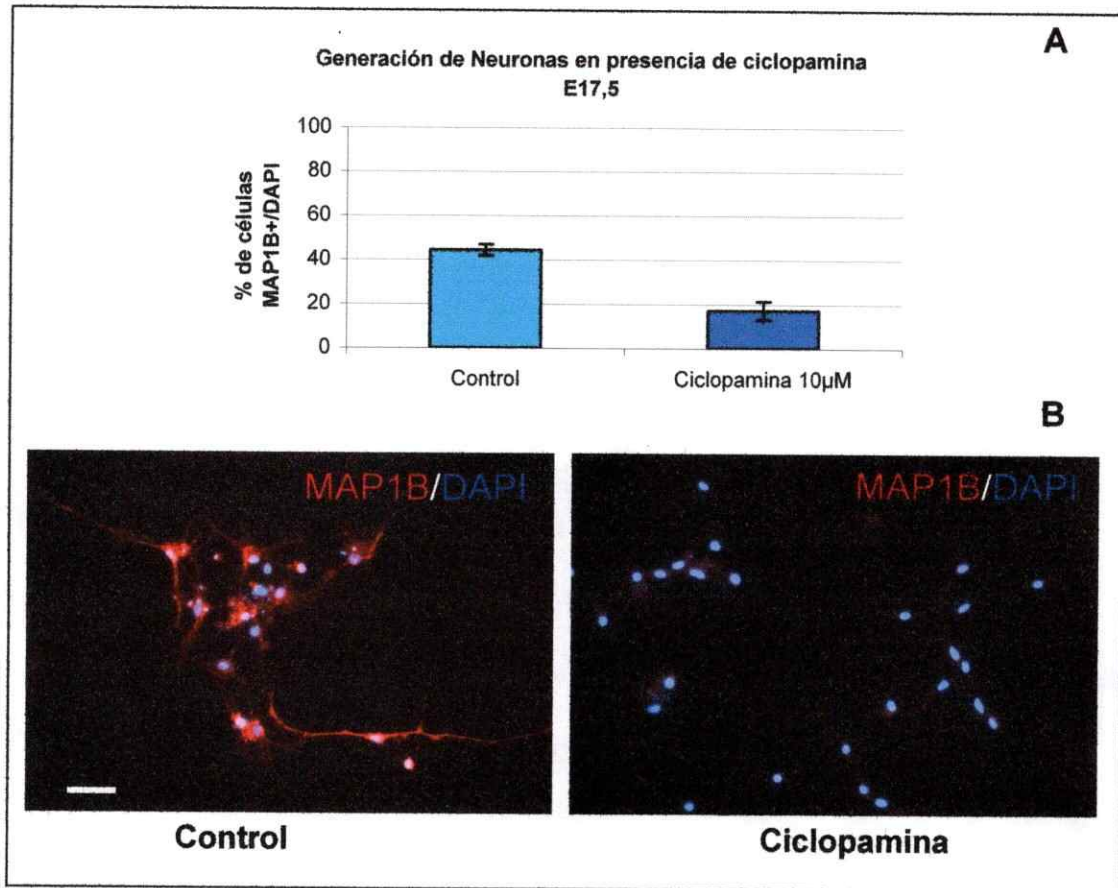 A
Generación de Neuronas en presencia de ciclopamina
E17,5
% de células
MAP1B+/DAPI
100
80
60
40
20
0
Control
Ciclopamina 10µM
B
MAP1B/DAPI
MAP1B/DAPI
Control
Ciclopamina